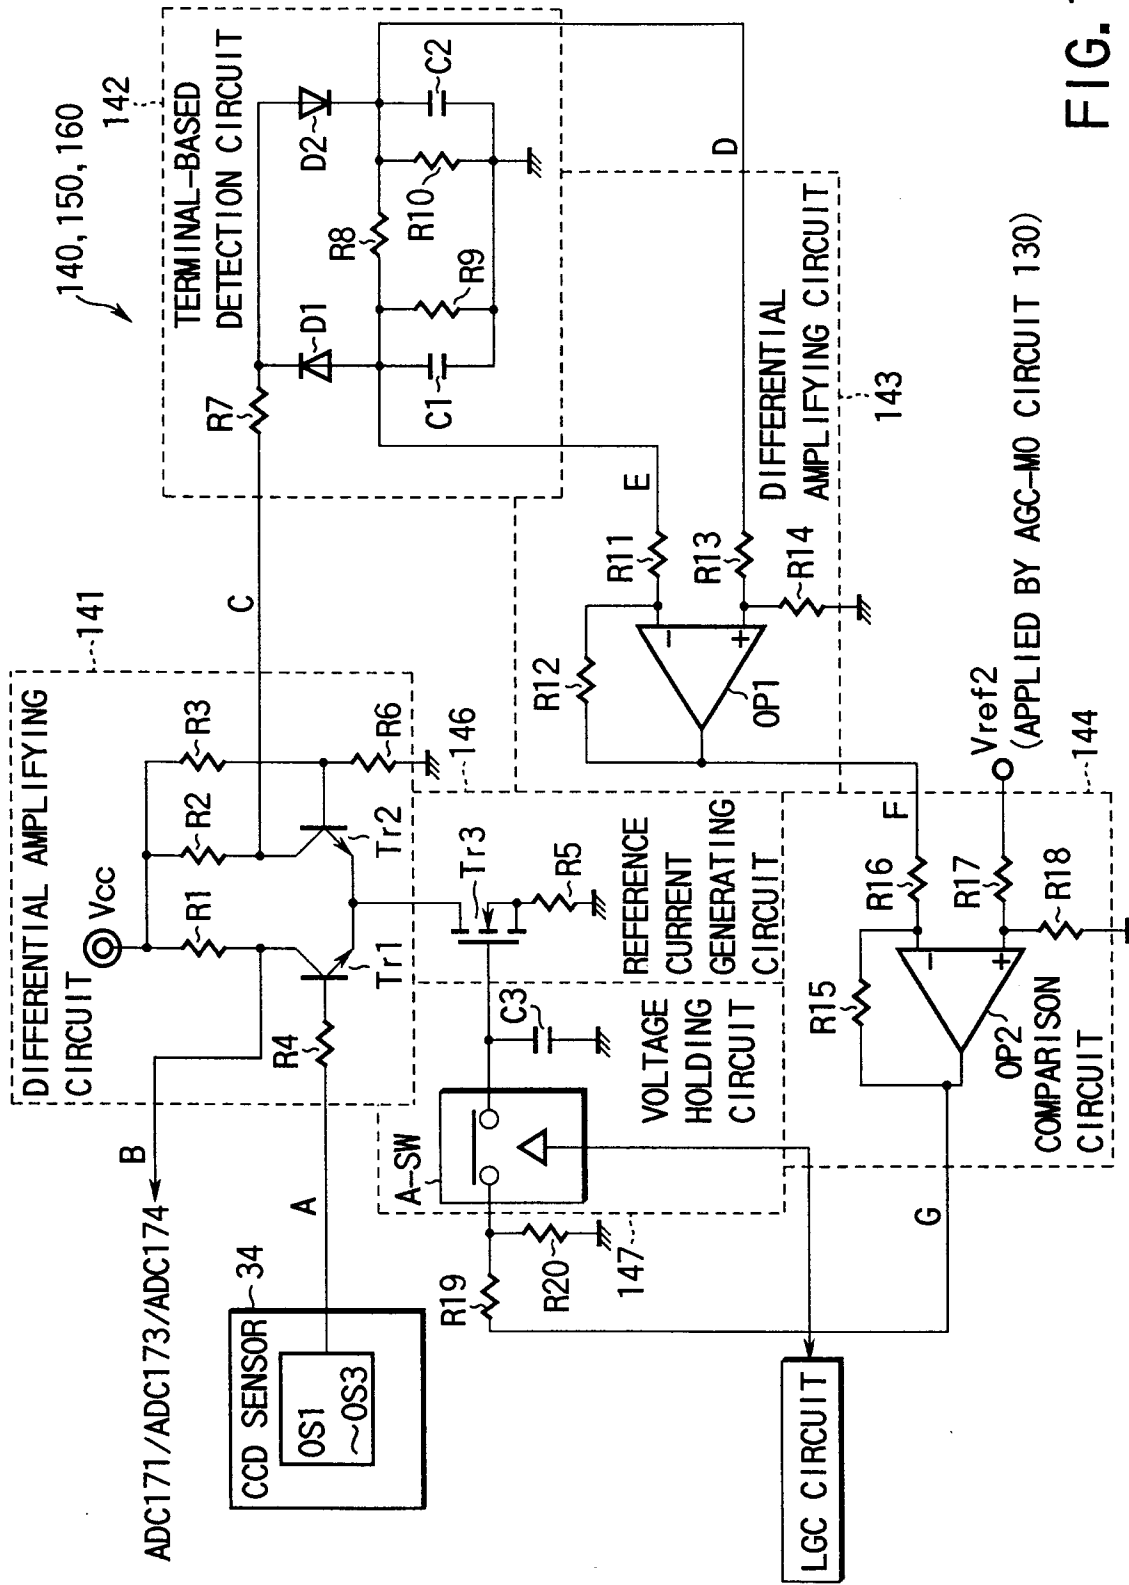 140, 150, 160
142
TERMINAL-BASED
DETECTION CIRCUIT
R7
D1
D2
R8
C1
R9
R10
C2
141
DIFFERENTIAL AMPLIFYING
CIRCUIT
Vcc
R1
R2
R3
R4
Tr1
Tr2
R6
C
B
ADC171/ADC173/ADC174
A
34
CCD SENSOR
OS1
~OS3
146
Tr3
R5
REFERENCE
CURRENT
GENERATING
CIRCUIT
A-SW
C3
VOLTAGE
HOLDING
CIRCUIT
147
R19
R20
E
D
R11
R12
R13
R14
-
+
OP1
DIFFERENTIAL
AMPLIFYING CIRCUIT
143
F
Vref2
(APPLIED BY AGC-MO CIRCUIT 130)
144
R15
R16
R17
R18
-
+
OP2
COMPARISON
CIRCUIT
G
LGC CIRCUIT
FIG.